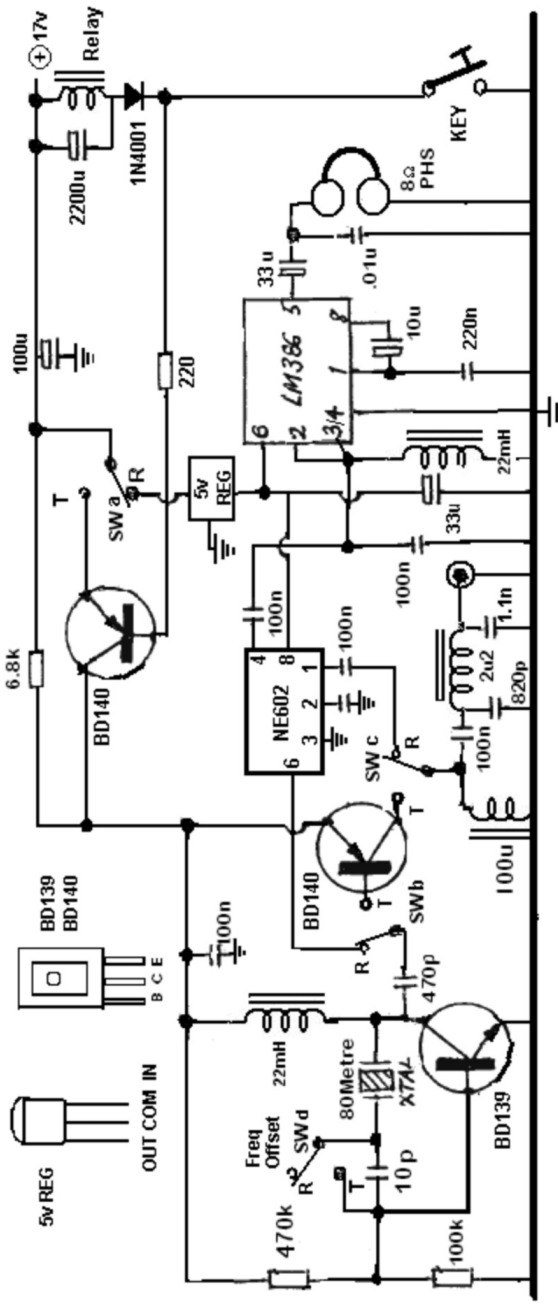 5v REG
OUT COM IN
BD139
BD140
B C E
6.8k
BD140
T
SWa
R
100u
+ 17v
2200u
Relay
1N4001
220
5v
REG
KEY
8Ω
PHS
33u
.01u
LM386
6
5
2
3/4
1
8
10u
220n
22mH
33u
100n
100n
NE602
4
8
6
3
2
1
100n
SWc
R
T
BD140
T
SWb
R
470p
100n
22mH
80Metre
XTAL
Freq
Offset
SWd
R
T
10p
470k
100k
BD139
100u
100n
2u2
820p
1.1n